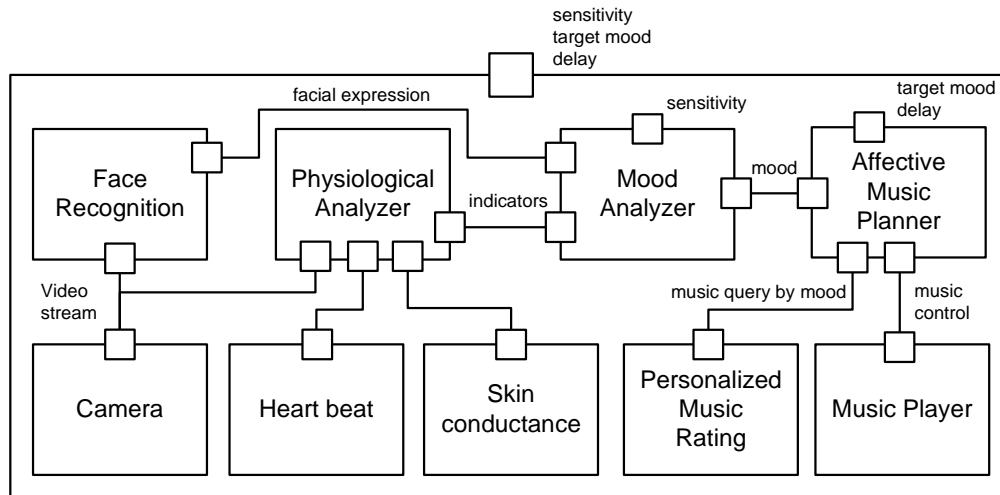 sensitivity
target mood
delay
facial expression
sensitivity
target mood
delay
Face
Recognition
Physiological
Analyzer
indicators
Mood
Analyzer
mood
Affective
Music
Planner
Video
stream
music query by mood
music
control
Camera
Heart beat
Skin
conductance
Personalized
Music
Rating
Music Player